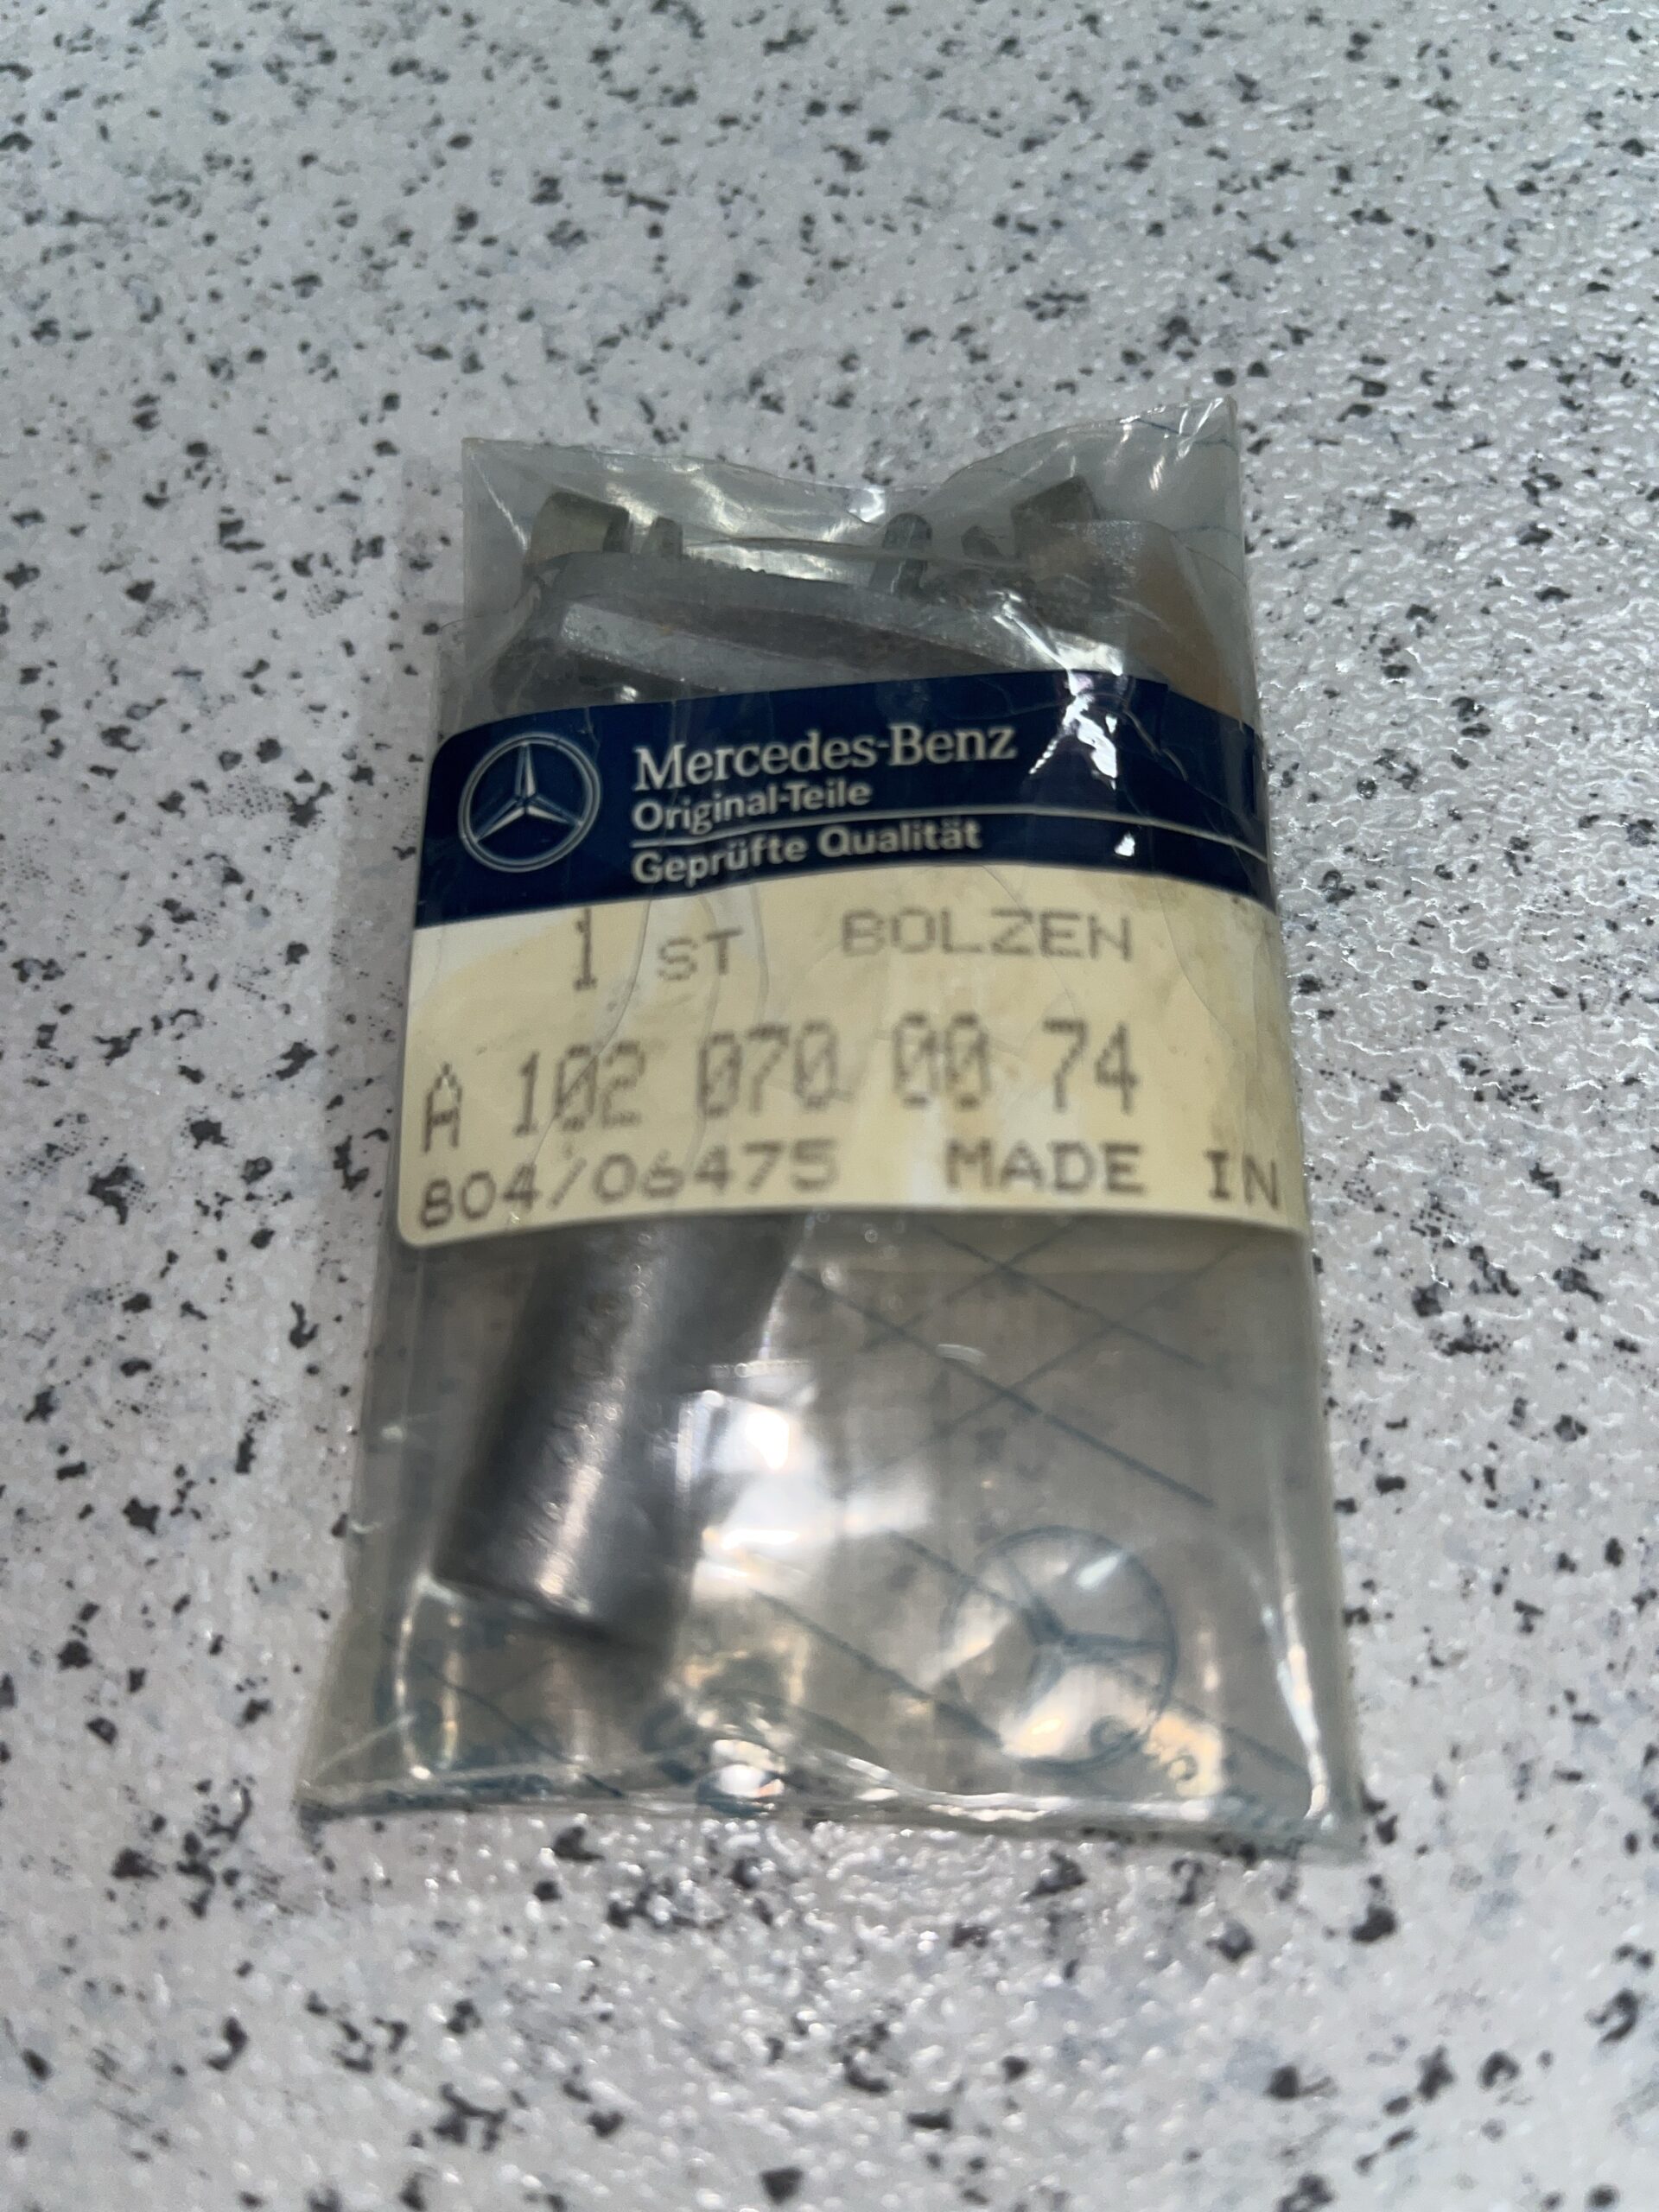 Mercedes-Benz
Original-Teile
Geprüfte Qualität
1 ST BOLZEN
A 102 070 00 74
804/06475 MADE IN